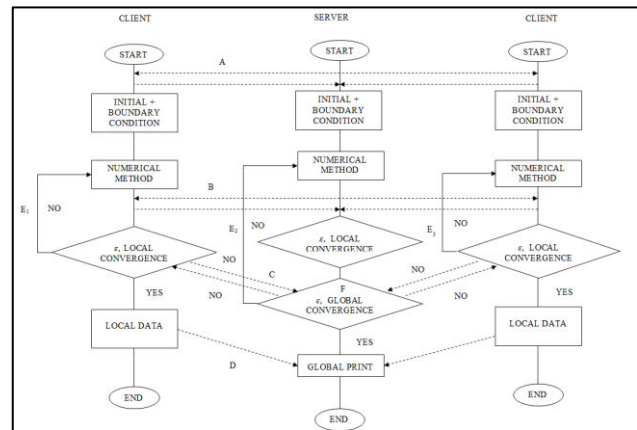 CLIENT
SERVER
CLIENT
START
START
START
A
INITIAL +
BOUNDARY
CONDITION
INITIAL +
BOUNDARY
CONDITION
INITIAL +
BOUNDARY
CONDITION
NUMERICAL
METHOD
NUMERICAL
METHOD
NUMERICAL
METHOD
B
E₁
NO
E₂
NO
E₃
NO
ε, LOCAL
CONVERGENCE
ε, LOCAL
CONVERGENCE
ε, LOCAL
CONVERGENCE
NO
C
NO
F
ε, GLOBAL
CONVERGENCE
NO
NO
YES
YES
YES
LOCAL DATA
LOCAL DATA
D
GLOBAL PRINT
END
END
END